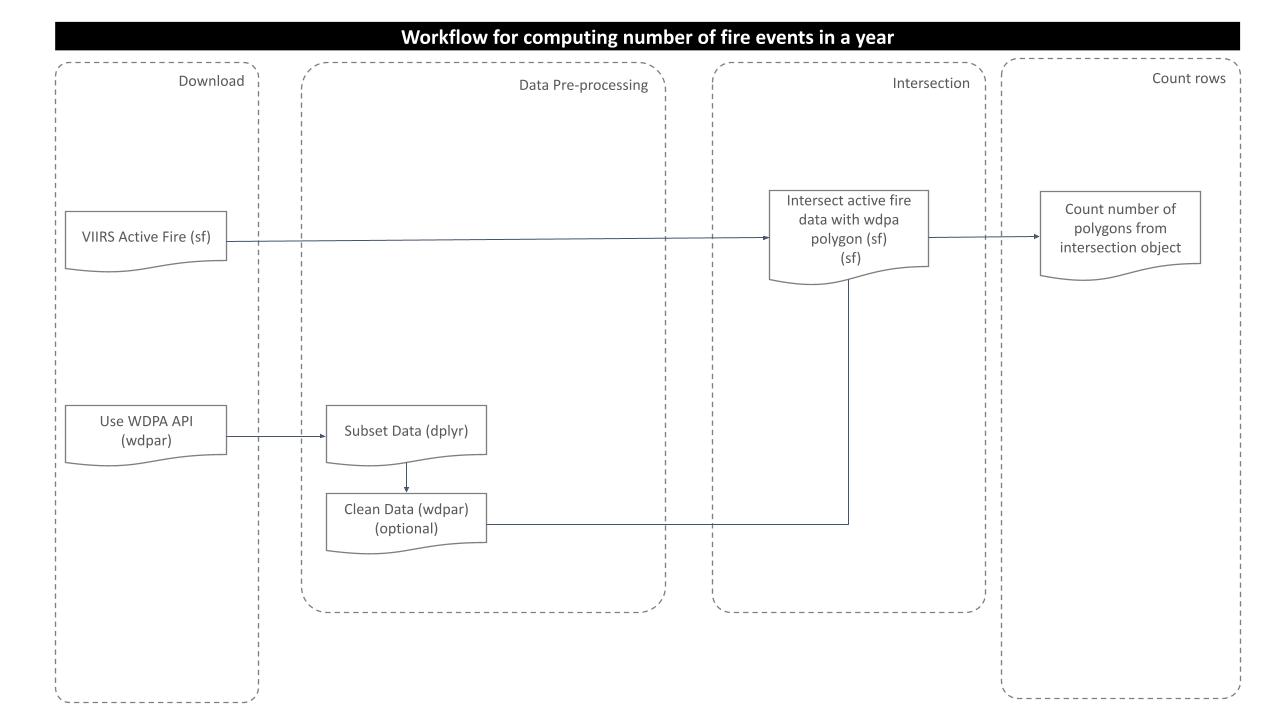 Workflow for computing number of fire events in a year
Download
Data Pre-processing
Intersection
Count rows
VIIRS Active Fire (sf)
Intersect active fire
data with wdpa
polygon (sf)
(sf)
Count number of
polygons from
intersection object
Use WDPA API
(wdpar)
Subset Data (dplyr)
Clean Data (wdpar)
(optional)